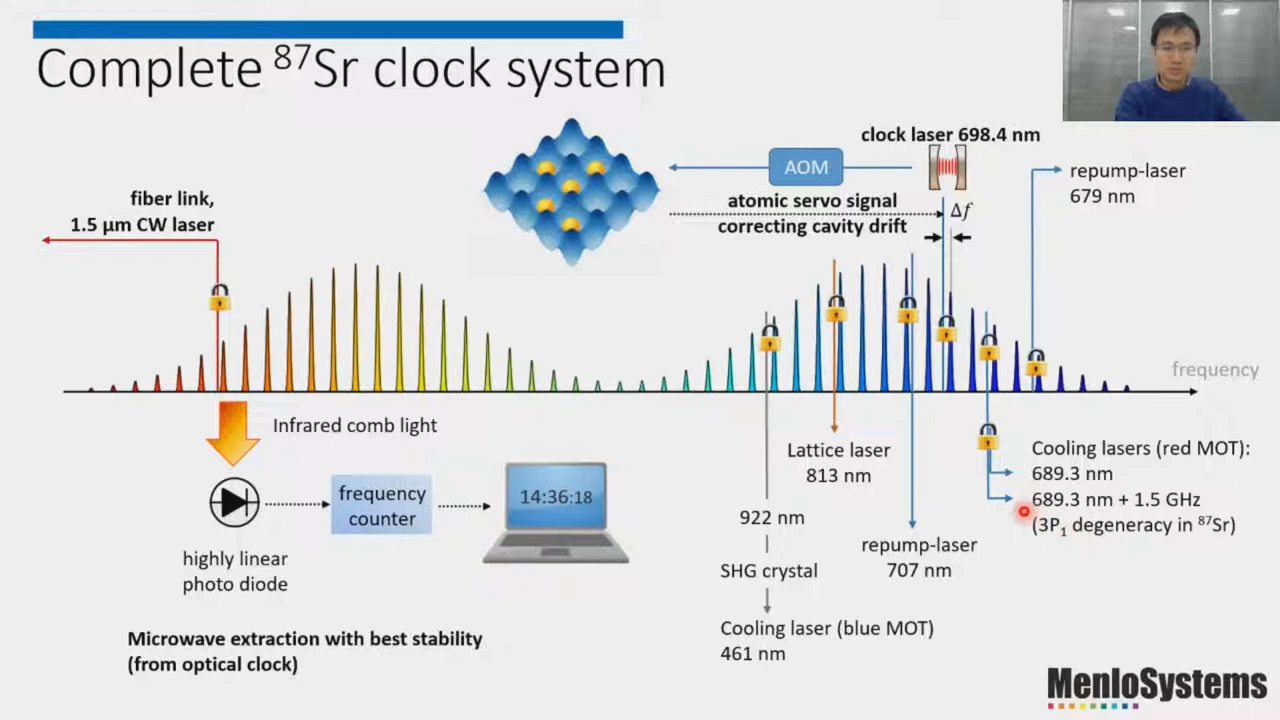 Complete ⁸⁷Sr clock system
clock laser 698.4 nm
AOM
repump-laser
679 nm
fiber link,
1.5 µm CW laser
atomic servo signal
correcting cavity drift
Δf
frequency
Infrared comb light
frequency
counter
14:36:18
highly linear
photo diode
Microwave extraction with best stability
(from optical clock)
Lattice laser
813 nm
922 nm
SHG crystal
Cooling laser (blue MOT)
461 nm
repump-laser
707 nm
Cooling lasers (red MOT):
689.3 nm
689.3 nm + 1.5 GHz
(3P₁ degeneracy in ⁸⁷Sr)
MenloSystems